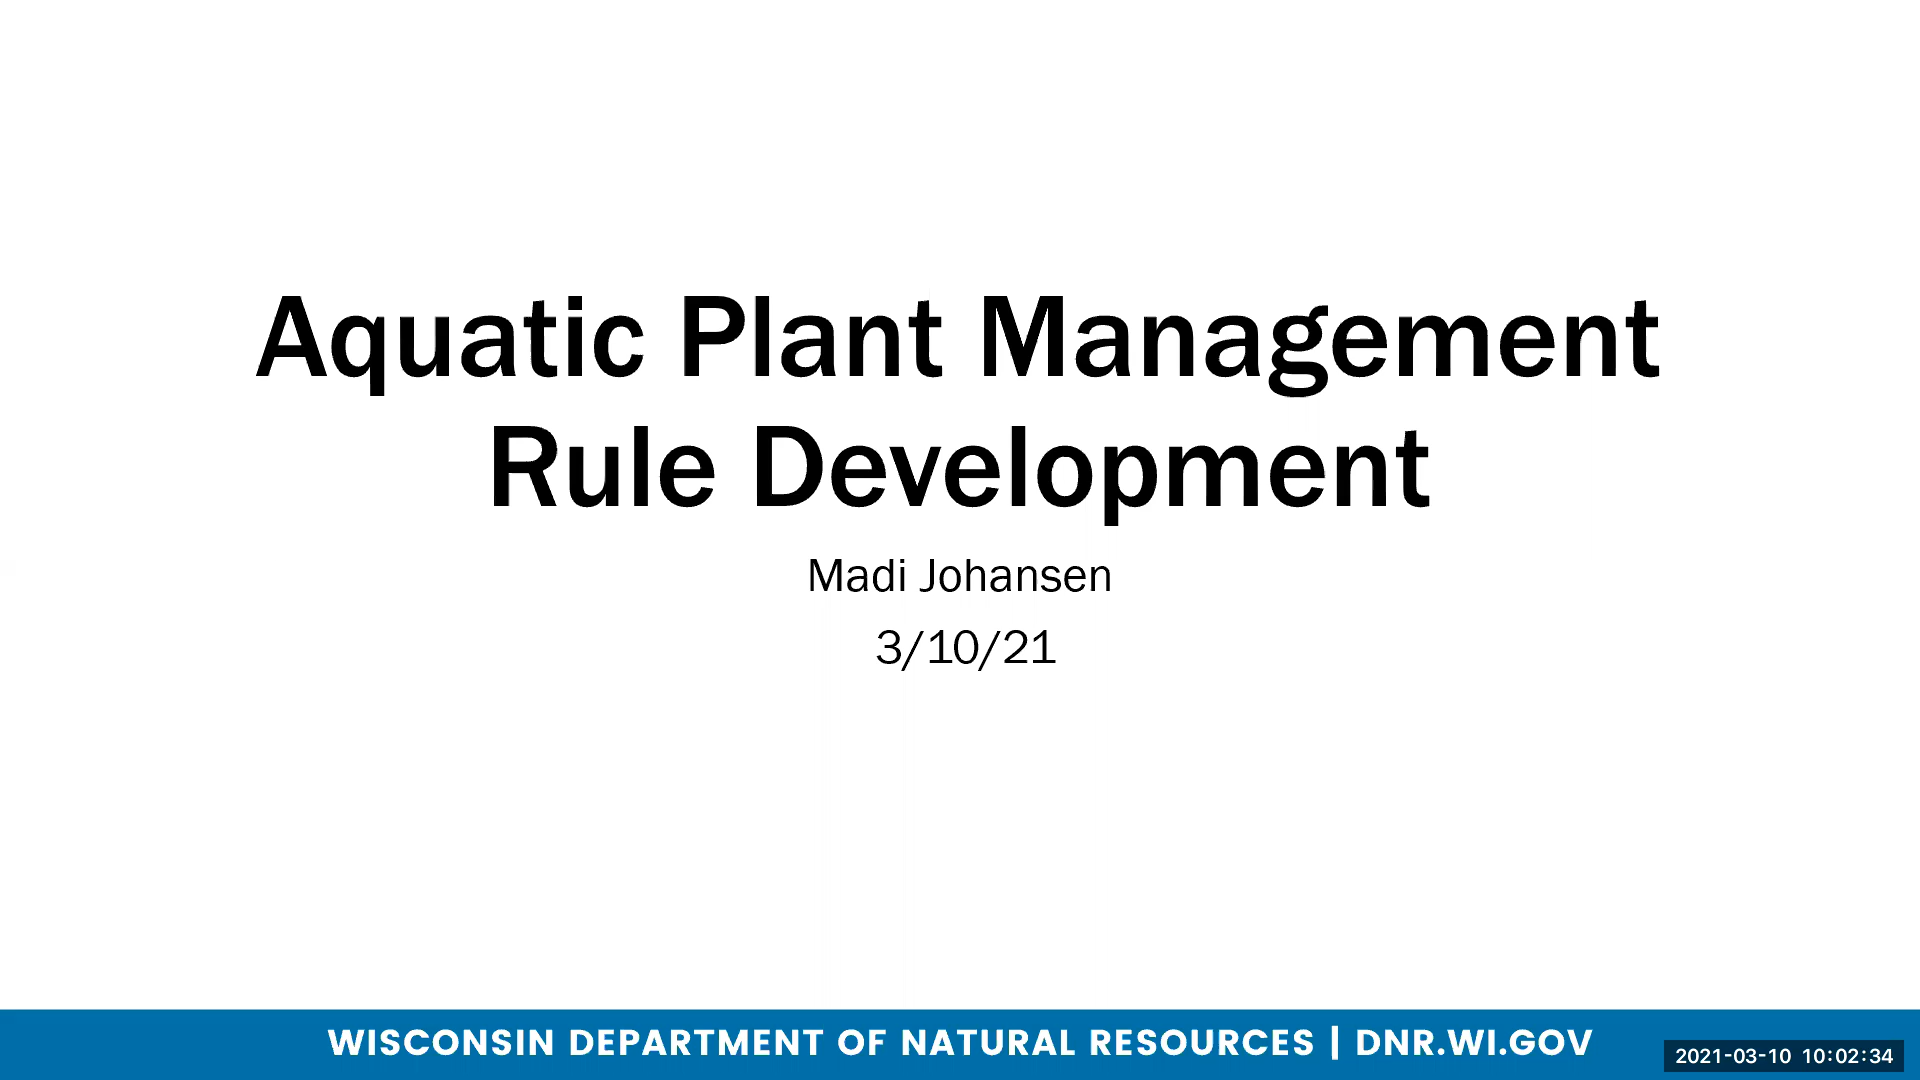 Aquatic Plant Management
Rule Development
Madi Johansen
3/10/21
WISCONSIN DEPARTMENT OF NATURAL RESOURCES | DNR.WI.GOV
2021-03-10 10:02:34